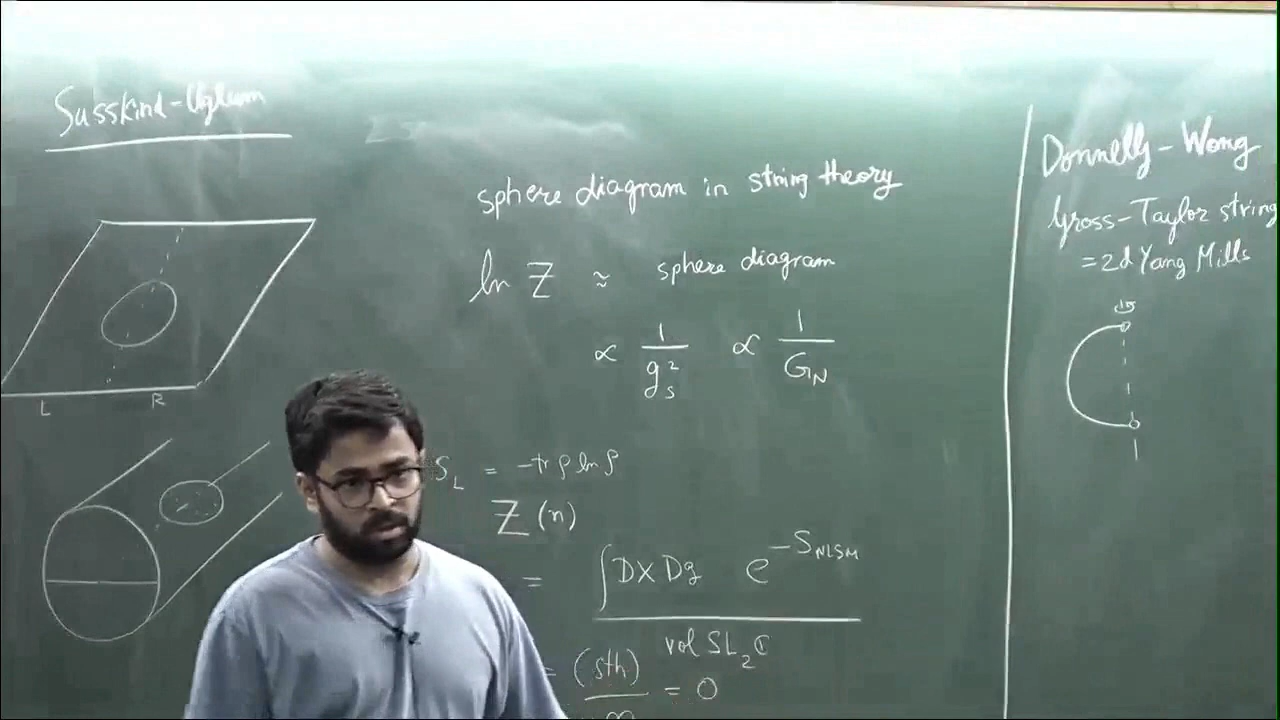 Susskind-Uglum
L R
sphere diagram in string theory
ln Z ≈ sphere diagram
∝ 1/g_s^2 ∝ 1/G_N
S_L = -tr ρ ln ρ
Z(n)
= ∫DX Dg e^{-S_NLSM}
vol SL_2 ℂ
= (sth)/∞ = 0
Donnelly-Wong
Gross-Taylor string
= 2d Yang Mills